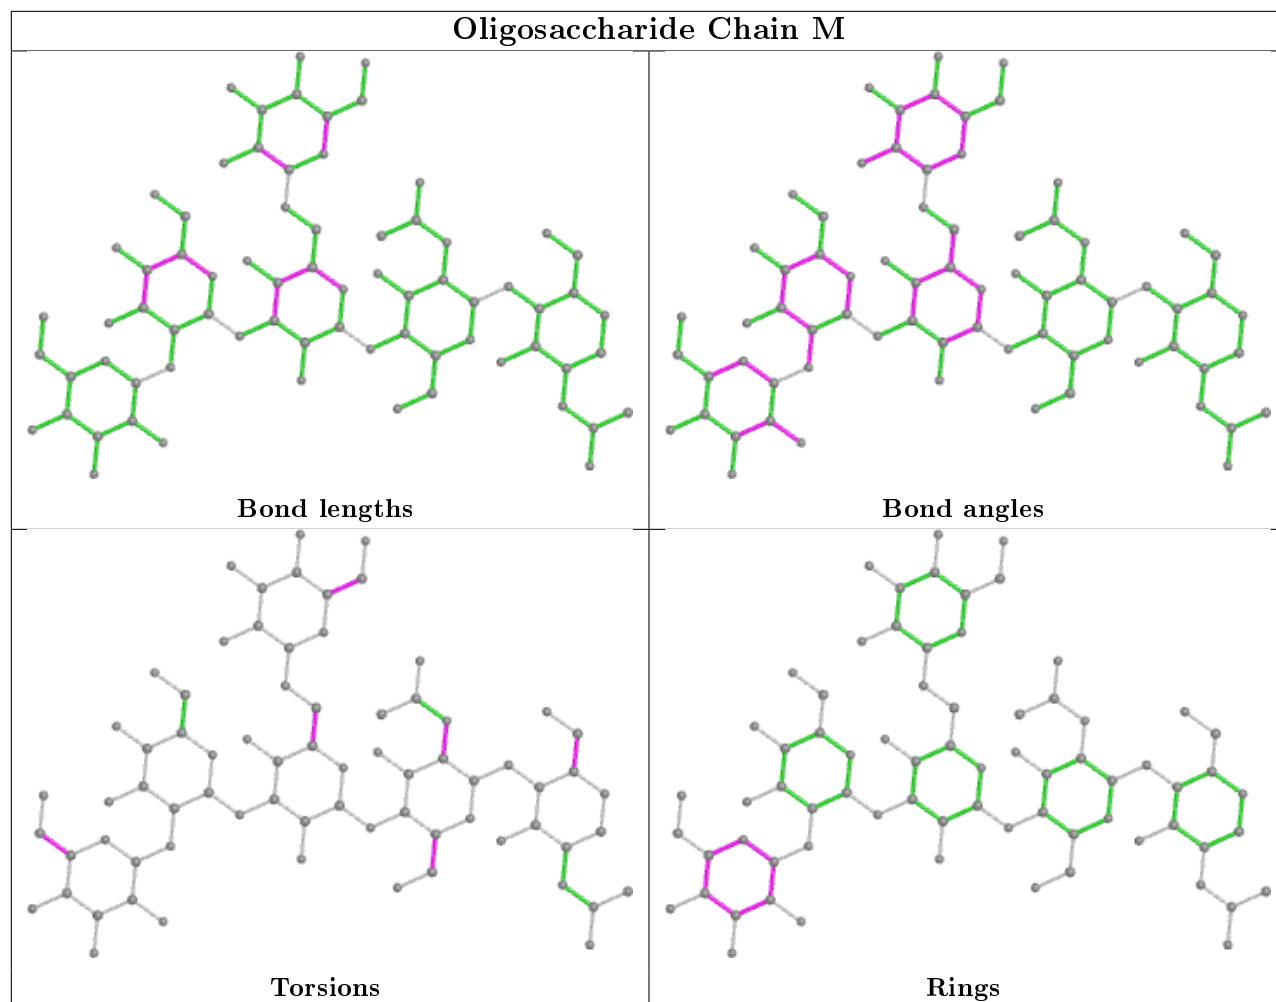 Oligosaccharide Chain M
Bond lengths
Bond angles
Torsions
Rings